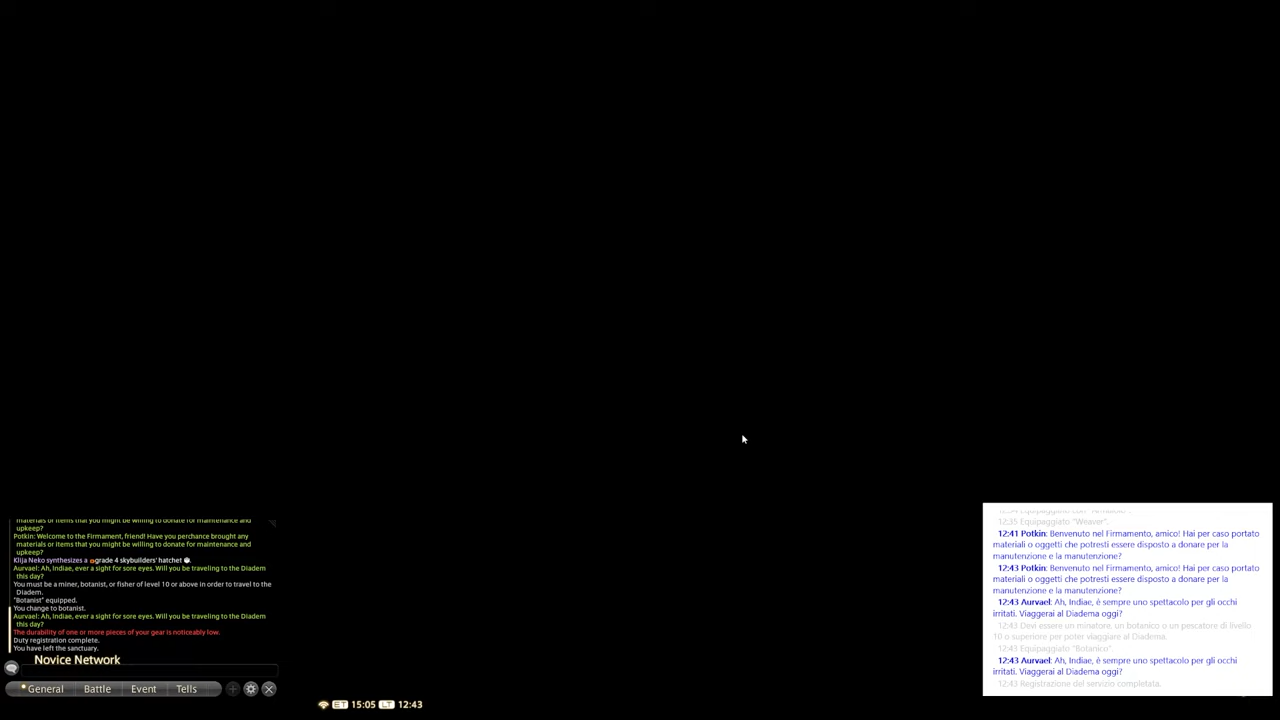 materials or items that you might be willing to donate for maintenance and
upkeep?
Potkin: Welcome to the Firmament, friend! Have you perchance brought any
materials or items that you might be willing to donate for maintenance and
upkeep?
Klija Neko synthesizes a grade 4 skybuilders' hatchet.
Aurvael: Ah, Indiae, ever a sight for sore eyes. Will you be traveling to the Diadem
this day?
You must be a miner, botanist, or fisher of level 10 or above in order to travel to the
Diadem.
"Botanist" equipped.
You change to botanist.
Aurvael: Ah, Indiae, ever a sight for sore eyes. Will you be traveling to the Diadem
this day?
The durability of one or more pieces of your gear is noticeably low.
Duty registration complete.
You have left the sanctuary.
Novice Network
General Battle Event Tells
ET 15:05 LT 12:43
12:35 Equipaggiato "Weaver".
12:41 Potkin: Benvenuto nel Firmamento, amico! Hai per caso portato
materiali o oggetti che potresti essere disposto a donare per la
manutenzione e la manutenzione?
12:43 Potkin: Benvenuto nel Firmamento, amico! Hai per caso portato
materiali o oggetti che potresti essere disposto a donare per la
manutenzione e la manutenzione?
12:43 Aurvael: Ah, Indiae, è sempre uno spettacolo per gli occhi
irritati. Viaggerai al Diadema oggi?
12:43 Devi essere un minatore, un botanico o un pescatore di livello
10 o superiore per poter viaggiare al Diadema.
12:43 Equipaggiato "Botanico".
12:43 Aurvael: Ah, Indiae, è sempre uno spettacolo per gli occhi
irritati. Viaggerai al Diadema oggi?
12:43 Registrazione del servizio completata.